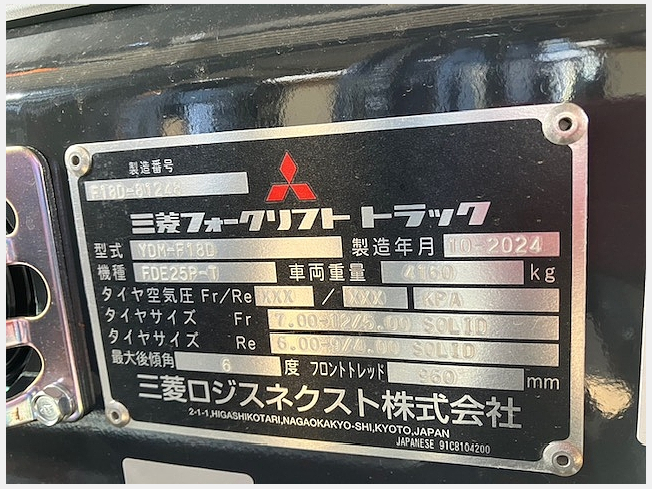 製造番号
F18D-
三菱フォークリフト トラック
型式 YDM-F18D 製造年月 10-2024
機種 FDE25P-T 車両重量 4160 kg
タイヤ空気圧 Fr/Re XXX / XXX KPA
タイヤサイズ Fr 7.00-12/5.00 SOLID
タイヤサイズ Re 6.00-9/4.00 SOLID
最大後傾角 6 度 フロントトレッド 960 mm
三菱ロジスネクスト株式会社
2-1-1,HIGASHIKOTARI,NAGAOKAKYO-SHI,KYOTO,JAPAN
JAPANESE 91C8104200